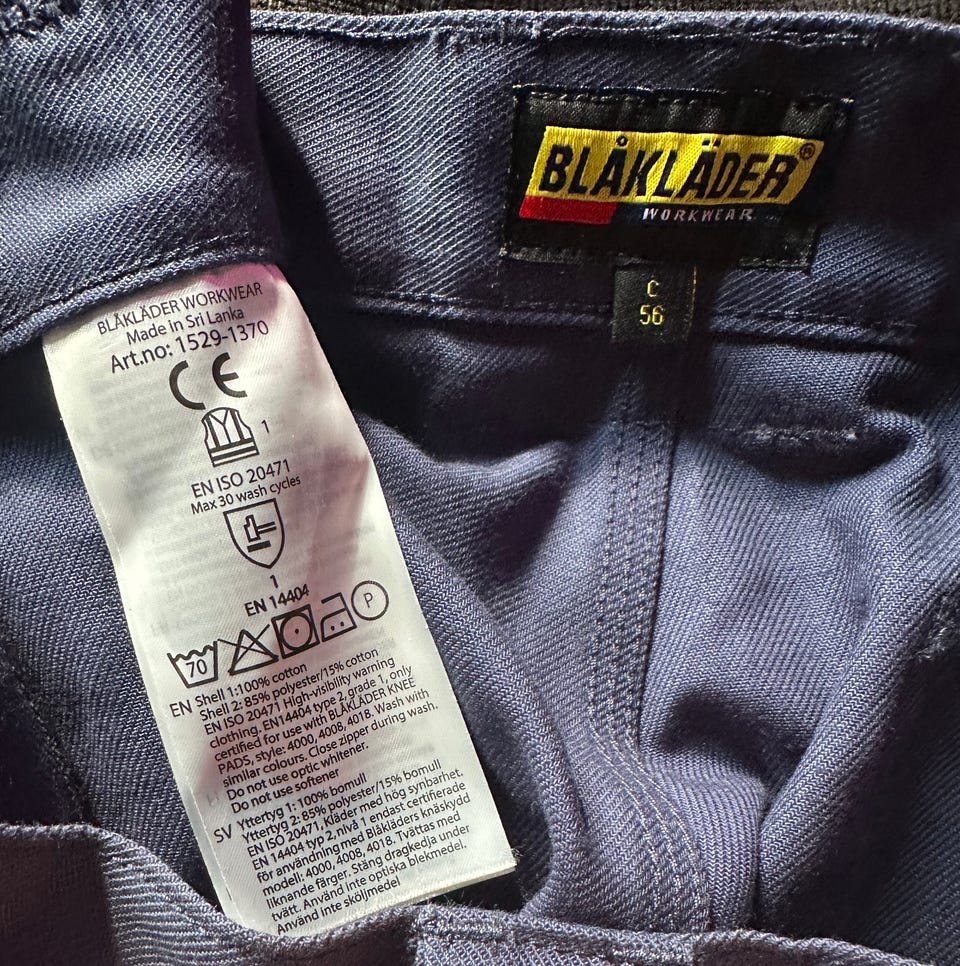 BLÅKLÄDER®
WORKWEAR
C
56
BLÅKLÄDER WORKWEAR
Made in Sri Lanka
Art.no: 1529-1370
CE
1
EN ISO 20471
Max 30 wash cycles
1
EN 14404
70 P
EN Shell 1:100% cotton
Shell 2: 85% polyester/15% cotton
EN ISO 20471 High-visibility warning
clothing. EN14404 type 2, grade 1, only
certified for use with BLÅKLÄDER KNEE
PADS, style: 4000, 4008, 4018. Wash with
similar colours. Close zipper during wash.
Do not use optic whitener.
Do not use softener
SV Yttertyg 1: 100% bomull
Yttertyg 2: 85% polyester/15% bomull
EN ISO 20471, Kläder med hög synbarhet.
EN 14404 typ 2, nivå 1 endast certifierade
för användning med Blåkläders knäskydd
modell: 4000, 4008, 4018. Tvättas med
liknande färger. Stäng dragkedja under
tvätt. Använd inte optiska blekmedel.
Använd inte sköljmedel